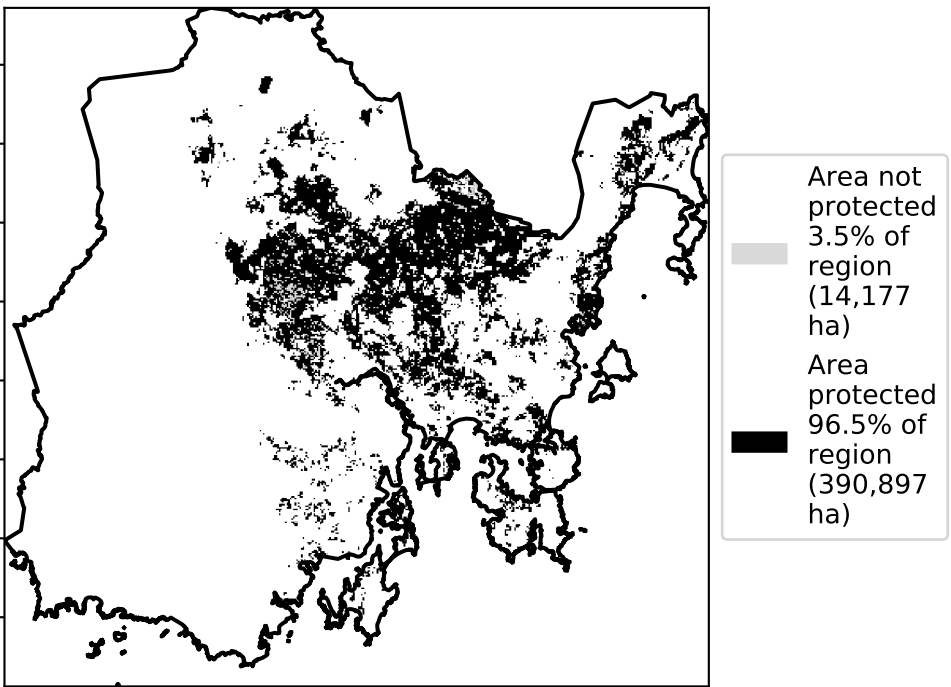 Area not
protected
3.5% of
region
(14,177
ha)
Area
protected
96.5% of
region
(390,897
ha)